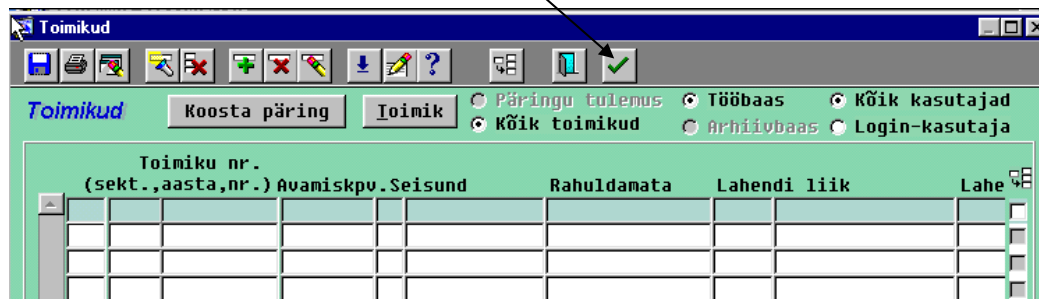 Toimikud
?
Toimikud Koosta päring Toimik Päringu tulemus Tööbaas Kõik kasutajad
Kõik toimikud Arhiivbaas Login-kasutaja
Toimiku nr.
(sekt.,aasta,nr.) Avamiskpv. Seisund Rahuldamata Lahendi liik Lahe